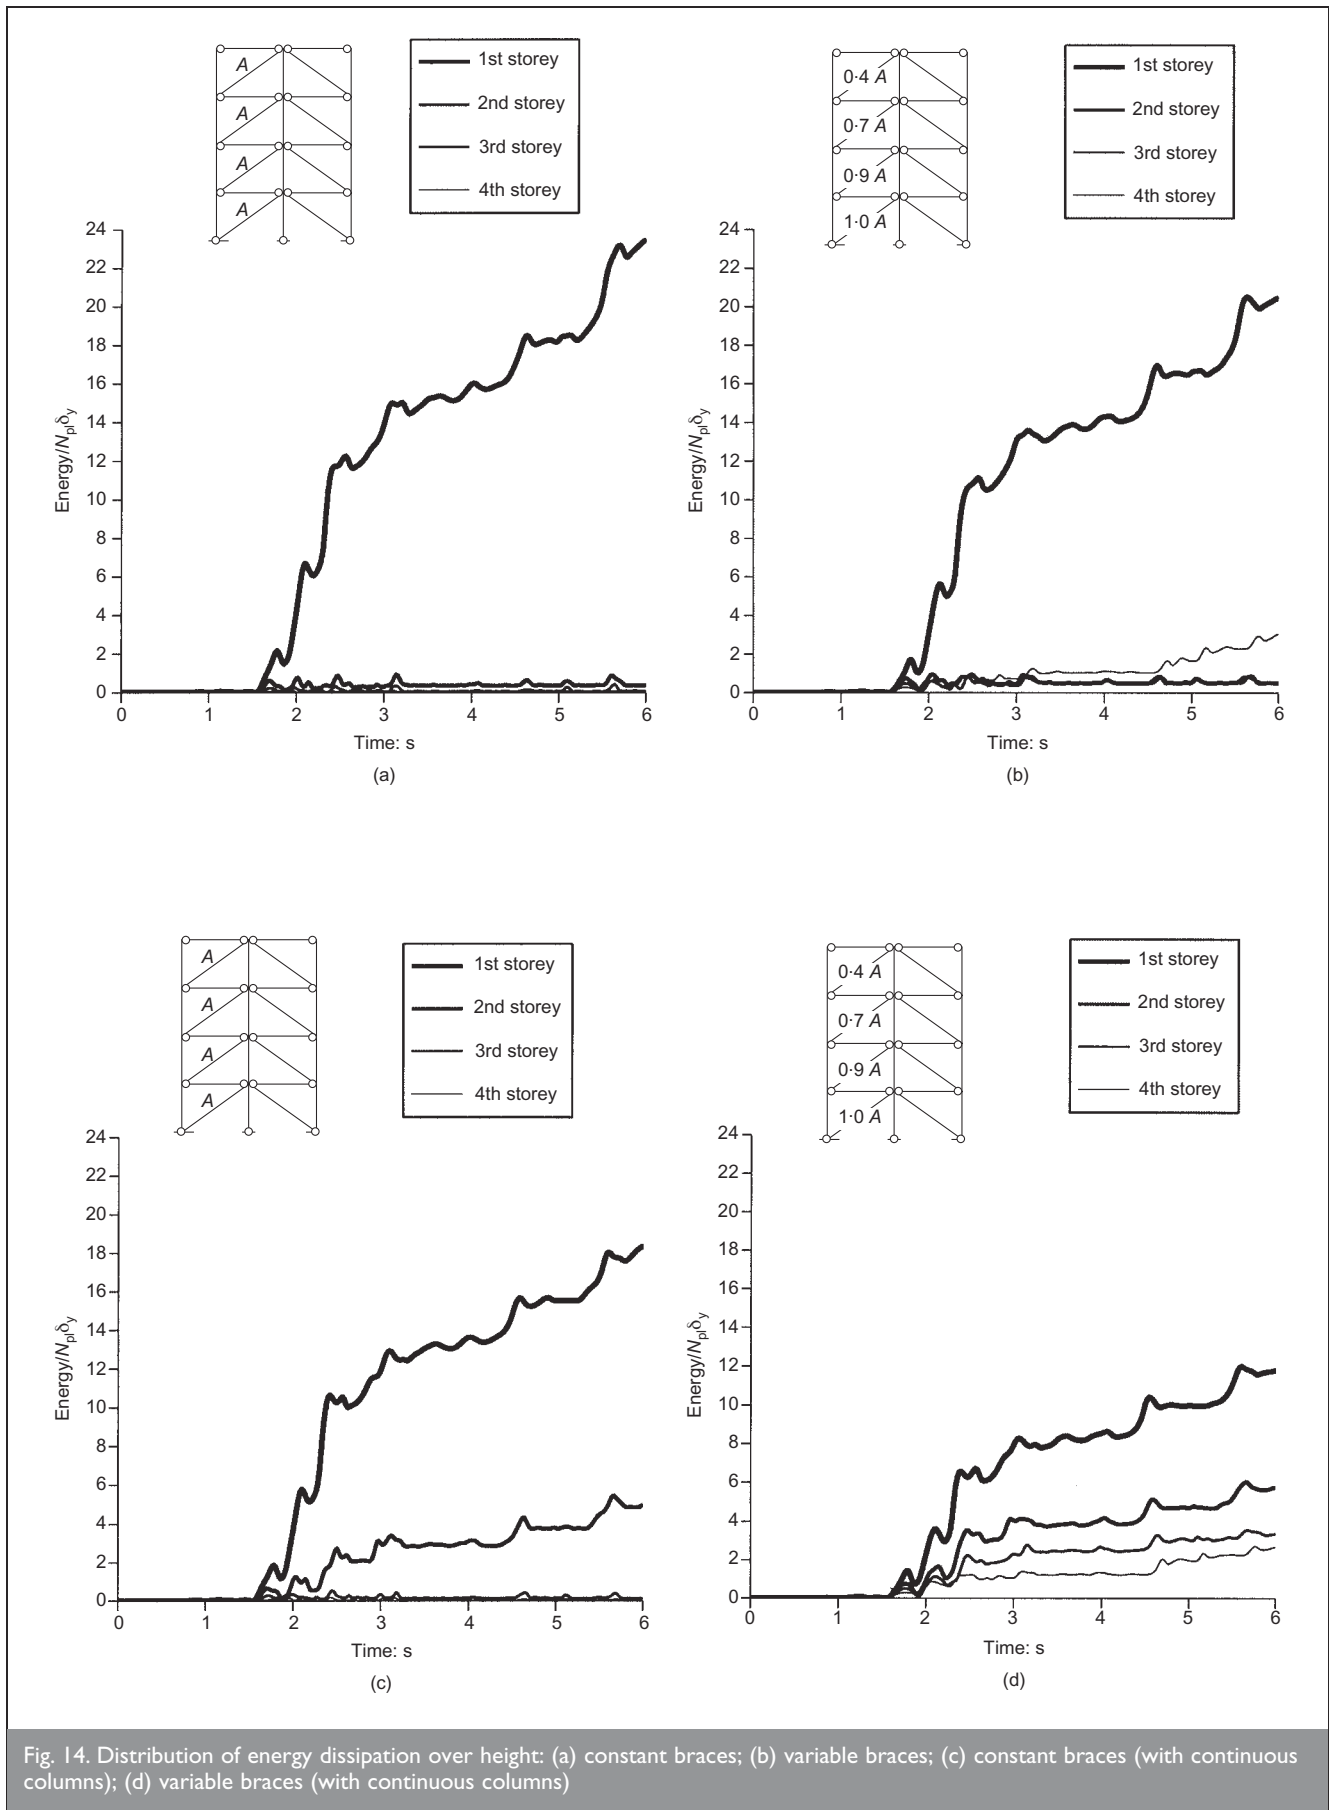 A
A
A
A
1st storey
2nd storey
3rd storey
4th storey
24
22
20
18
16
14
12
10
8
6
4
2
0
Energy/Nplδy
0 1 2 3 4 5 6
Time: s
(a)
0·4 A
0·7 A
0·9 A
1·0 A
1st storey
2nd storey
3rd storey
4th storey
24
22
20
18
16
14
12
10
8
6
4
2
0
Energy/Nplδy
0 1 2 3 4 5 6
Time: s
(b)
A
A
A
A
1st storey
2nd storey
3rd storey
4th storey
24
22
20
18
16
14
12
10
8
6
4
2
0
Energy/Nplδy
0 1 2 3 4 5 6
Time: s
(c)
0·4 A
0·7 A
0·9 A
1·0 A
1st storey
2nd storey
3rd storey
4th storey
24
22
20
18
16
14
12
10
8
6
4
2
0
Energy/Nplδy
0 1 2 3 4 5 6
Time: s
(d)
Fig. 14. Distribution of energy dissipation over height: (a) constant braces; (b) variable braces; (c) constant braces (with continuous
columns); (d) variable braces (with continuous columns)